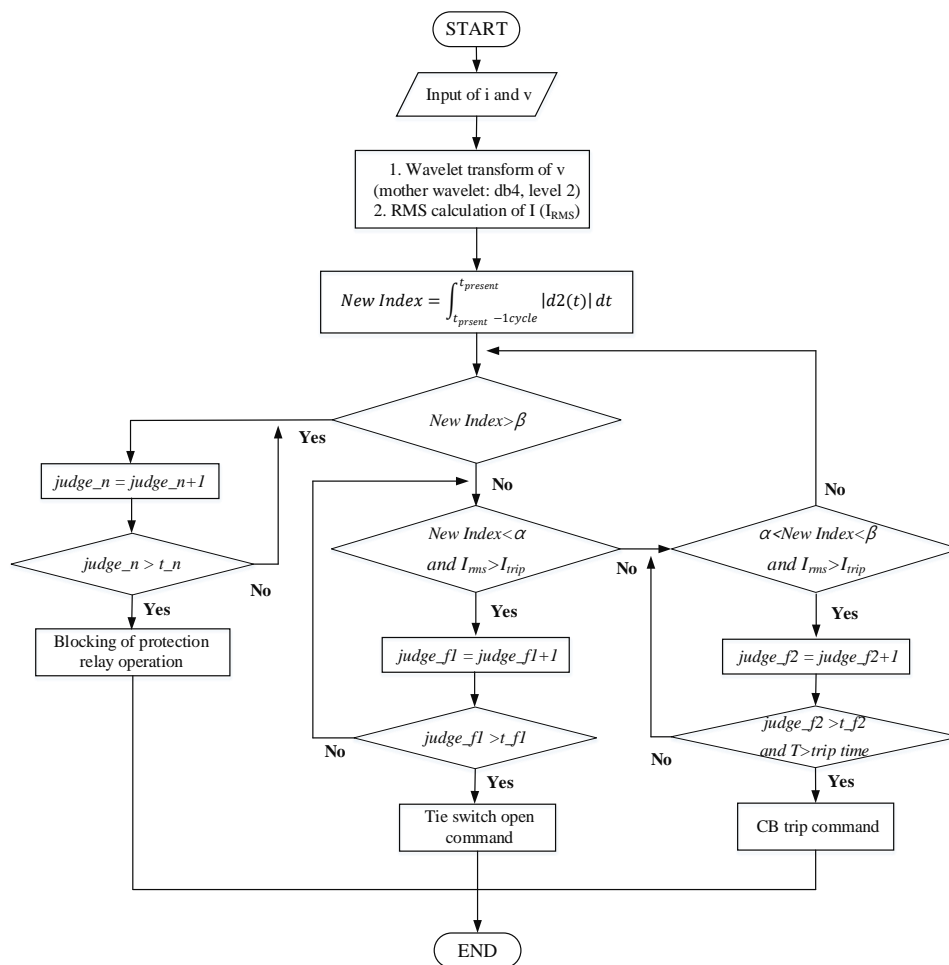 START
Input of i and v
1. Wavelet transform of v
(mother wavelet: db4, level 2)
2. RMS calculation of I (I_RMS)
New Index = ∫_{t_prsent −1cycle}^{t_present} |d2(t)| dt
New Index>β
Yes
No
judge_n = judge_n+1
judge_n > t_n
No
Yes
Blocking of protection
relay operation
New Index<α
and I_rms>I_trip
No
Yes
judge_f1 = judge_f1+1
judge_f1 >t_f1
No
Yes
Tie switch open
command
No
α<New Index<β
and I_rms>I_trip
Yes
judge_f2 = judge_f2+1
judge_f2 >t_f2
and T>trip time
No
Yes
CB trip command
END